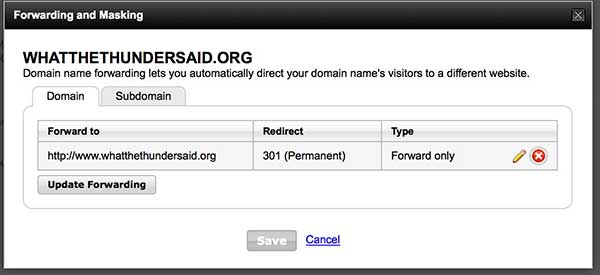 Forwarding and Masking
WHATTHETHUNDERSAID.ORG
Domain name forwarding lets you automatically direct your domain name's visitors to a different website.
Domain Subdomain
Forward to Redirect Type
http://www.whatthethundersaid.org 301 (Permanent) Forward only
Update Forwarding
Save Cancel